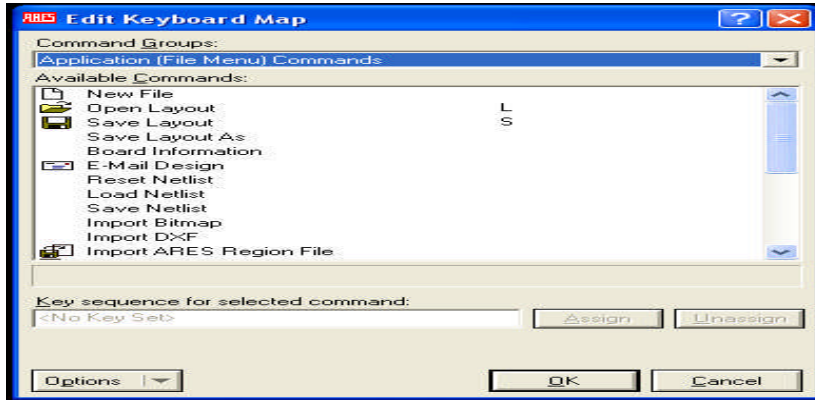 ARES Edit Keyboard Map
Command Groups:
Application (File Menu) Commands
Available Commands:
New File
Open Layout L
Save Layout S
Save Layout As
Board Information
E-Mail Design
Reset Netlist
Load Netlist
Save Netlist
Import Bitmap
Import DXF
Import ARES Region File
Key sequence for selected command:
<No Key Set> Assign Unassign
Options OK Cancel